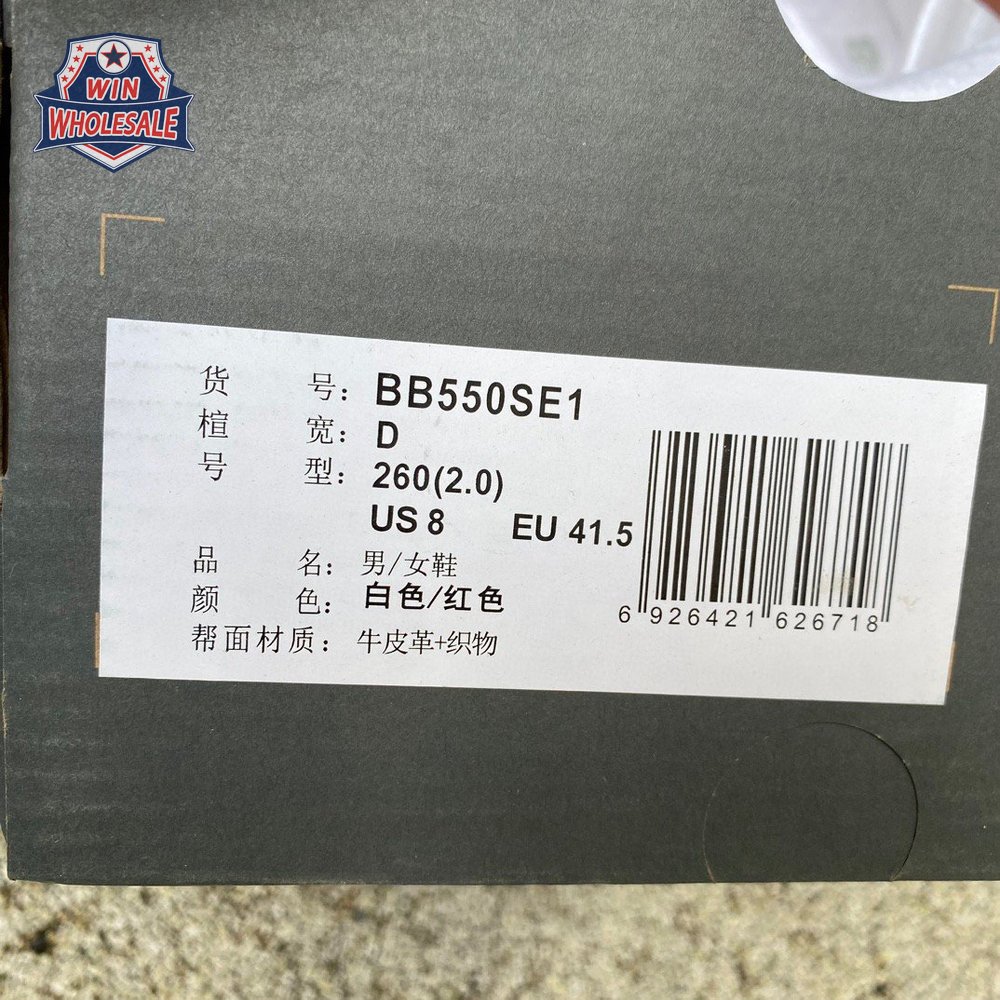 WIN
WHOLESALE
货 号: BB550SE1
楦 宽: D
号 型: 260(2.0)
US 8 EU 41.5
品 名: 男/女鞋
颜 色: 白色/红色
帮面材质: 牛皮革+织物
6 926421 626718